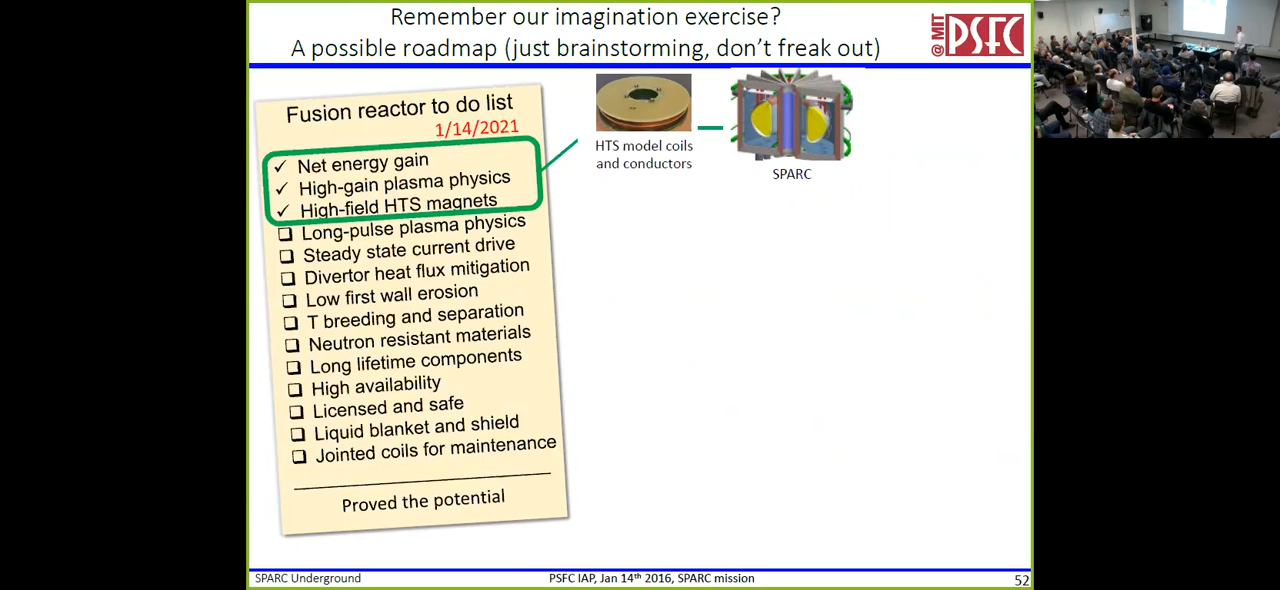 Remember our imagination exercise?
A possible roadmap (just brainstorming, don't freak out)
@MIT
PSFC
Fusion reactor to do list
1/14/2021
✓ Net energy gain
✓ High-gain plasma physics
✓ High-field HTS magnets
❑ Long-pulse plasma physics
❑ Steady state current drive
❑ Divertor heat flux mitigation
❑ Low first wall erosion
❑ T breeding and separation
❑ Neutron resistant materials
❑ Long lifetime components
❑ High availability
❑ Licensed and safe
❑ Liquid blanket and shield
❑ Jointed coils for maintenance
Proved the potential
HTS model coils
and conductors
SPARC
SPARC Underground
PSFC IAP, Jan 14th 2016, SPARC mission
52